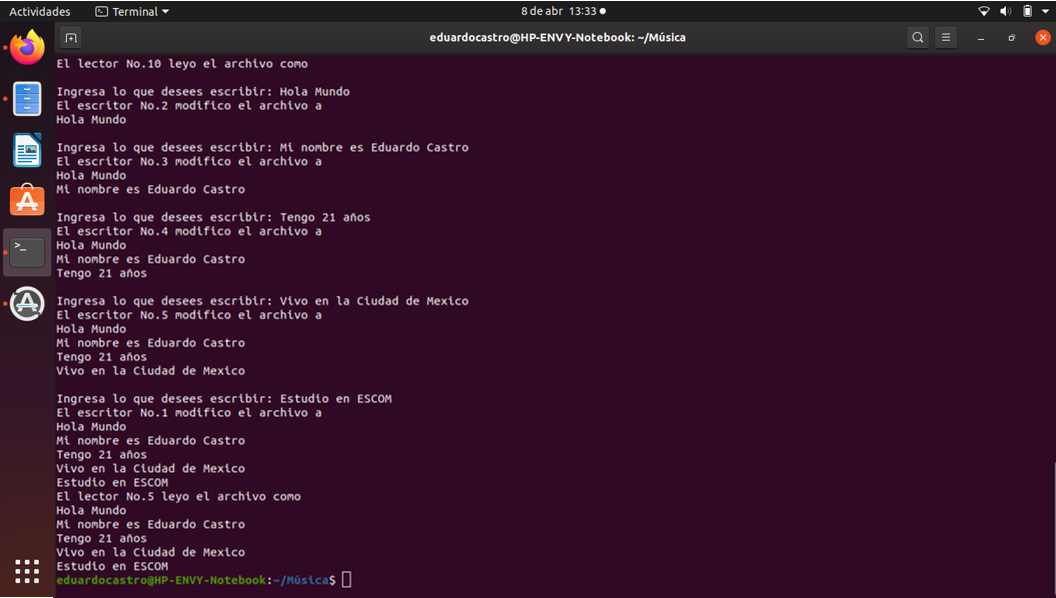 Actividades Terminal 8 de abr 13:33
eduardocastro@HP-ENVY-Notebook: ~/Música
El lector No.10 leyo el archivo como
Ingresa lo que desees escribir: Hola Mundo
El escritor No.2 modifico el archivo a
Hola Mundo
Ingresa lo que desees escribir: Mi nombre es Eduardo Castro
El escritor No.3 modifico el archivo a
Hola Mundo
Mi nombre es Eduardo Castro
Ingresa lo que desees escribir: Tengo 21 años
El escritor No.4 modifico el archivo a
Hola Mundo
Mi nombre es Eduardo Castro
Tengo 21 años
Ingresa lo que desees escribir: Vivo en la Ciudad de Mexico
El escritor No.5 modifico el archivo a
Hola Mundo
Mi nombre es Eduardo Castro
Tengo 21 años
Vivo en la Ciudad de Mexico
Ingresa lo que desees escribir: Estudio en ESCOM
El escritor No.1 modifico el archivo a
Hola Mundo
Mi nombre es Eduardo Castro
Tengo 21 años
Vivo en la Ciudad de Mexico
Estudio en ESCOM
El lector No.5 leyo el archivo como
Hola Mundo
Mi nombre es Eduardo Castro
Tengo 21 años
Vivo en la Ciudad de Mexico
Estudio en ESCOM
eduardocastro@HP-ENVY-Notebook:~/Música$